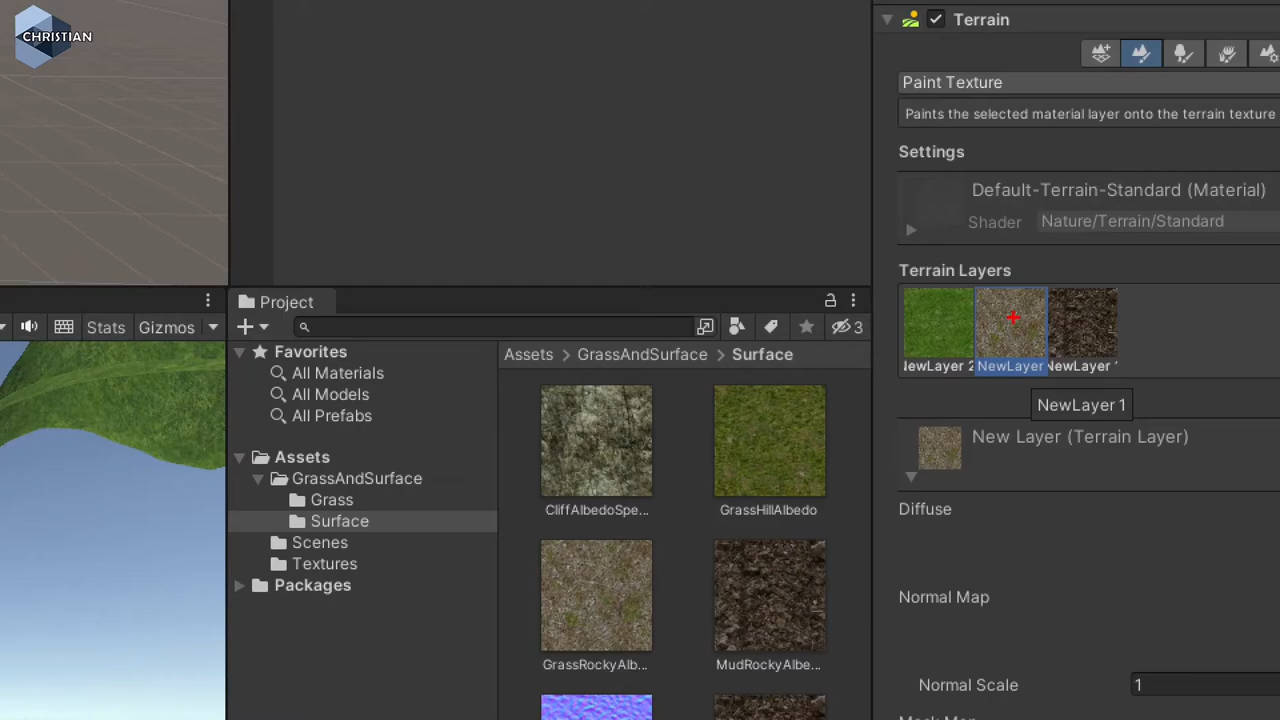 CHRISTIAN
Terrain
Paint Texture
Paints the selected material layer onto the terrain texture
Settings
Default-Terrain-Standard (Material)
Shader
Nature/Terrain/Standard
Terrain Layers
NewLayer 2
NewLayer
NewLayer
NewLayer 1
New Layer (Terrain Layer)
Diffuse
Normal Map
Normal Scale
1
Stats
Gizmos
Project
3
Favorites
All Materials
All Models
All Prefabs
Assets
GrassAndSurface
Grass
Surface
Scenes
Textures
Packages
Assets > GrassAndSurface > Surface
CliffAlbedoSpe...
GrassHillAlbedo
GrassRockyAlb...
MudRockyAlbe...